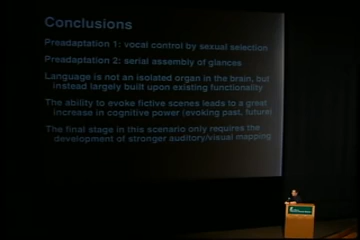 Conclusions
Preadaptation 1: vocal control by sexual selection
Preadaptation 2: serial assembly of glances
Language is not an isolated organ in the brain, but
instead largely built upon existing functionality
The ability to evoke fictive scenes leads to a great
increase in cognitive power (evoking past, future)
The final stage in this scenario only requires the
development of stronger auditory/visual mapping